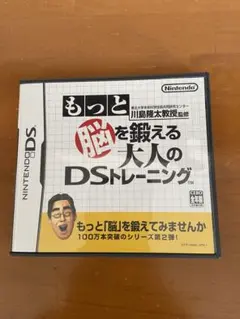 Nintendo
東北大学未来科学技術共同研究センター
川島隆太教授 監修
もっと
脳を鍛える
大人の
DSトレーニング
NINTENDO DS
もっと「脳」を鍛えてみませんか
100万本突破のシリーズ第2弾!